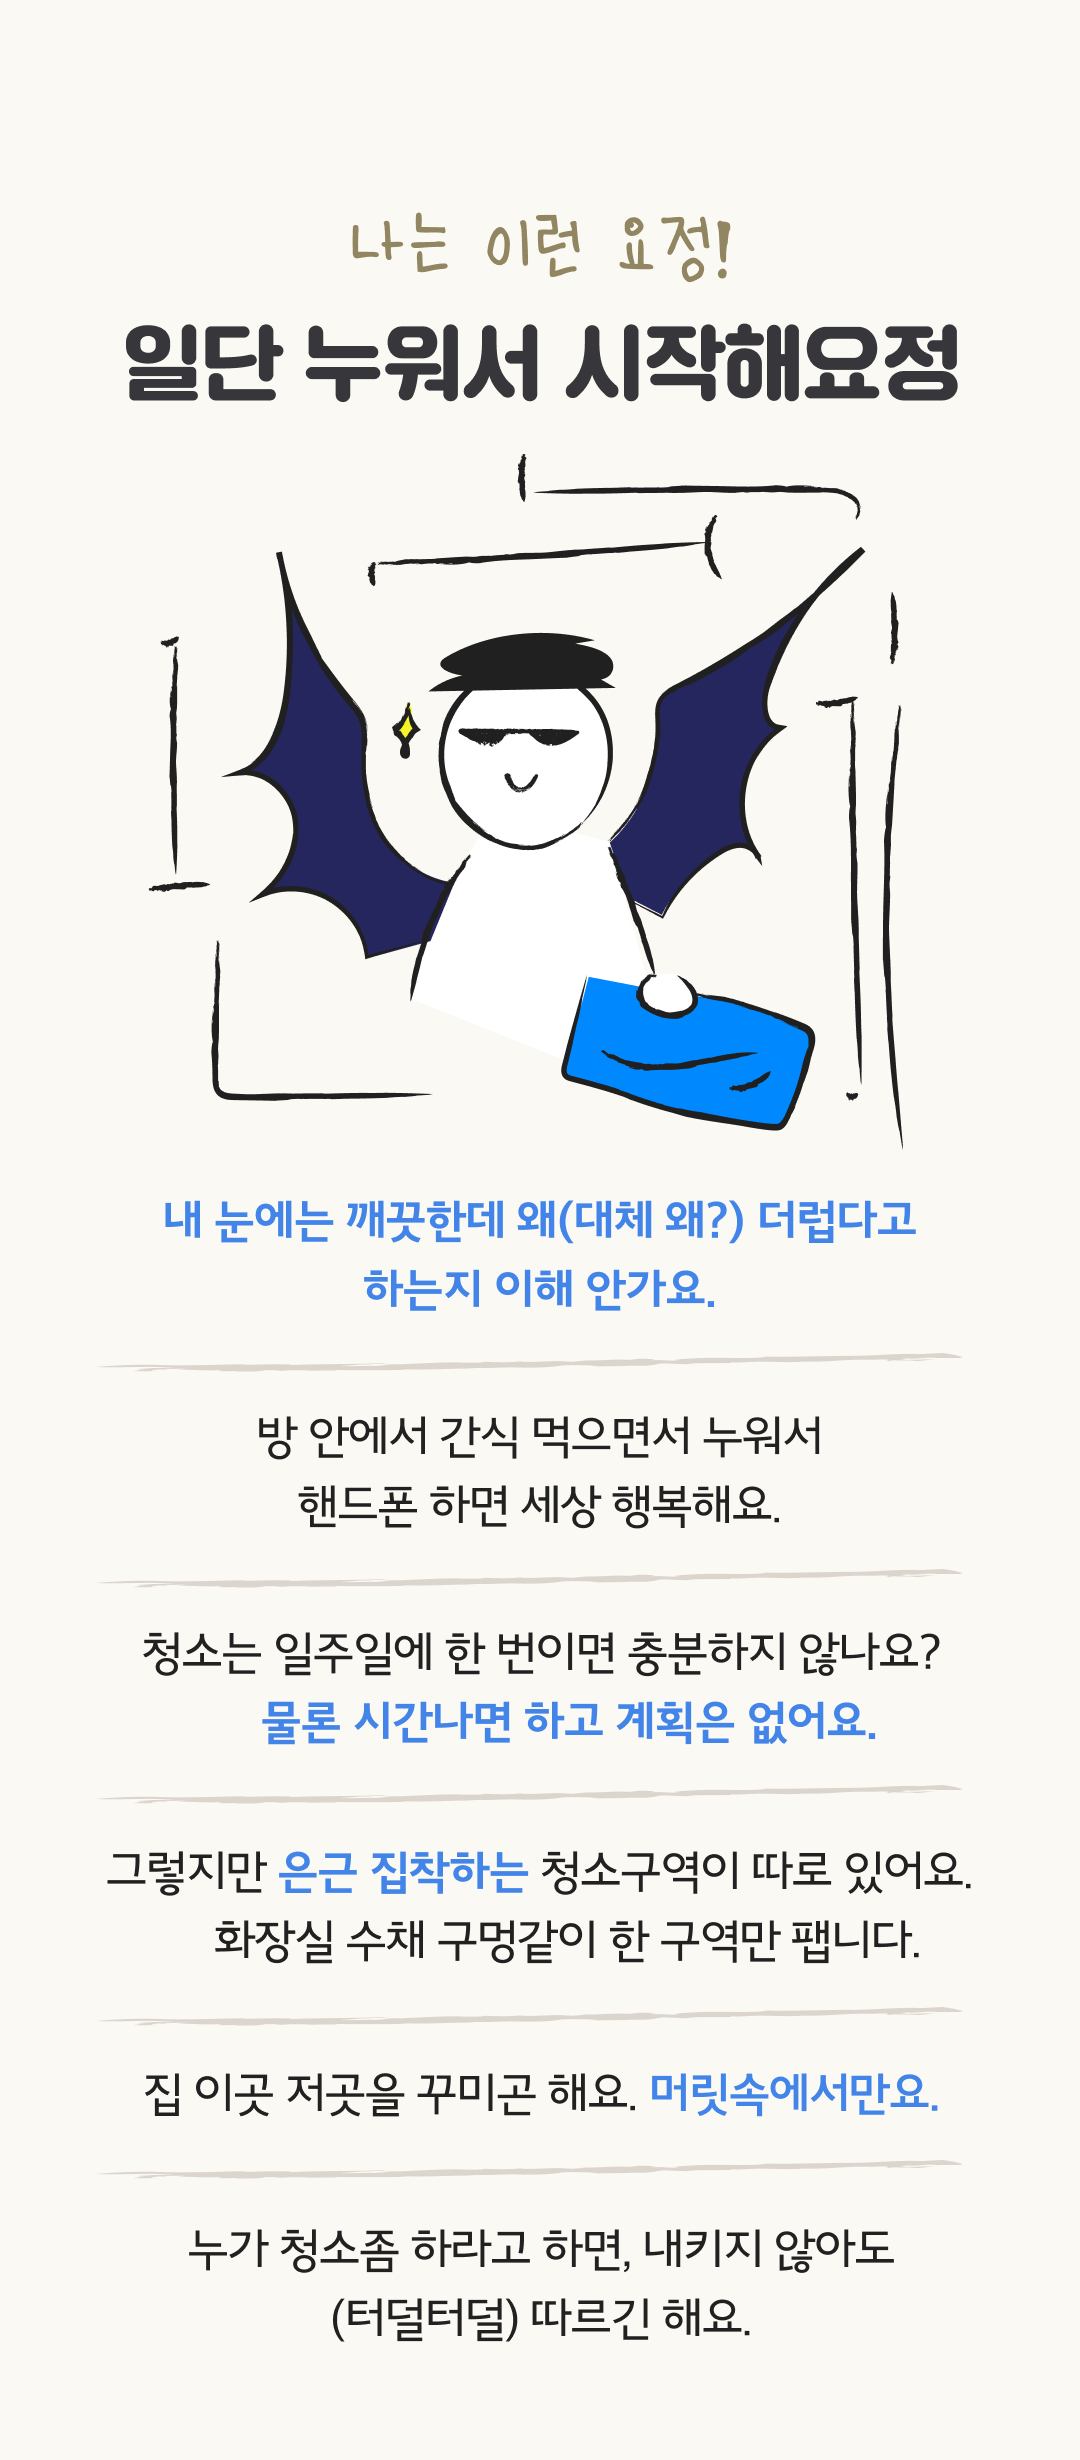 나는 이런 요정!
일단 누워서 시작해요정
내 눈에는 깨끗한데 왜(대체 왜?) 더럽다고
하는지 이해 안가요.
방 안에서 간식 먹으면서 누워서
핸드폰 하면 세상 행복해요.
청소는 일주일에 한 번이면 충분하지 않나요?
물론 시간나면 하고 계획은 없어요.
그렇지만 은근 집착하는 청소구역이 따로 있어요.
화장실 수채 구멍같이 한 구역만 팹니다.
집 이곳 저곳을 꾸미곤 해요. 머릿속에서만요.
누가 청소좀 하라고 하면, 내키지 않아도
(터덜터덜) 따르긴 해요.